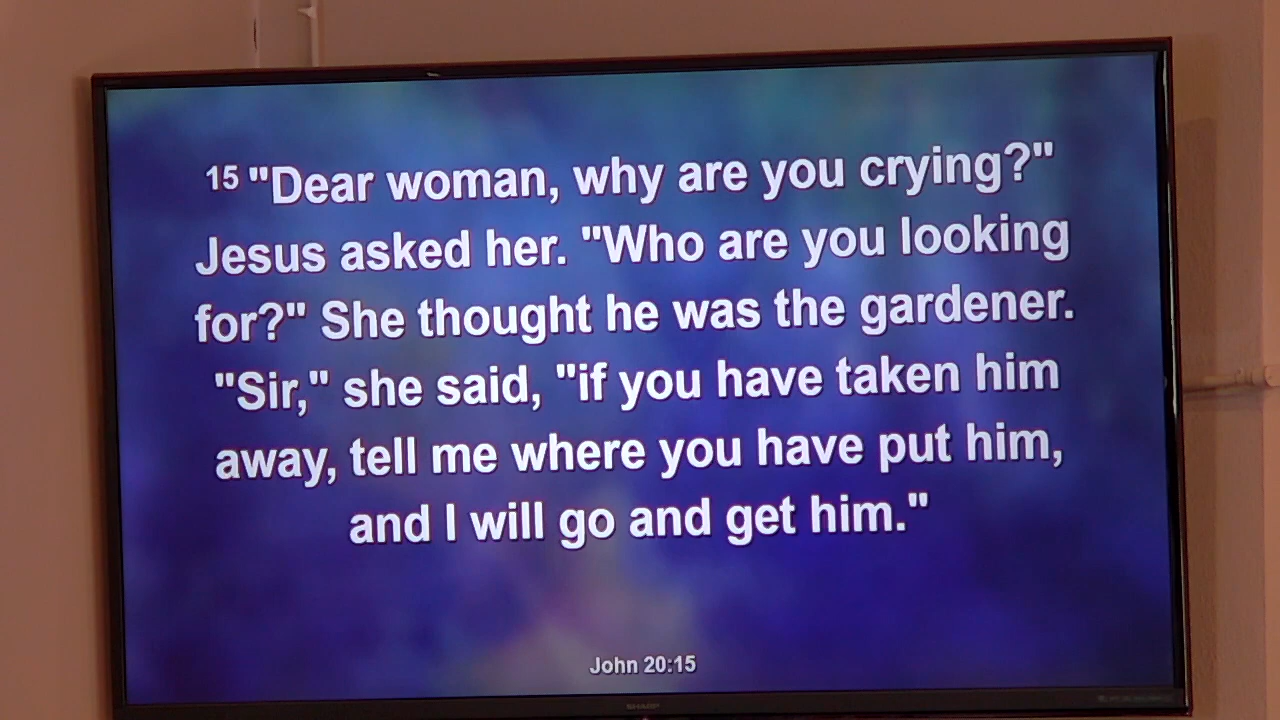 15 "Dear woman, why are you crying?"
Jesus asked her. "Who are you looking
for?" She thought he was the gardener.
"Sir," she said, "if you have taken him
away, tell me where you have put him,
and I will go and get him."
John 20:15
SHARP